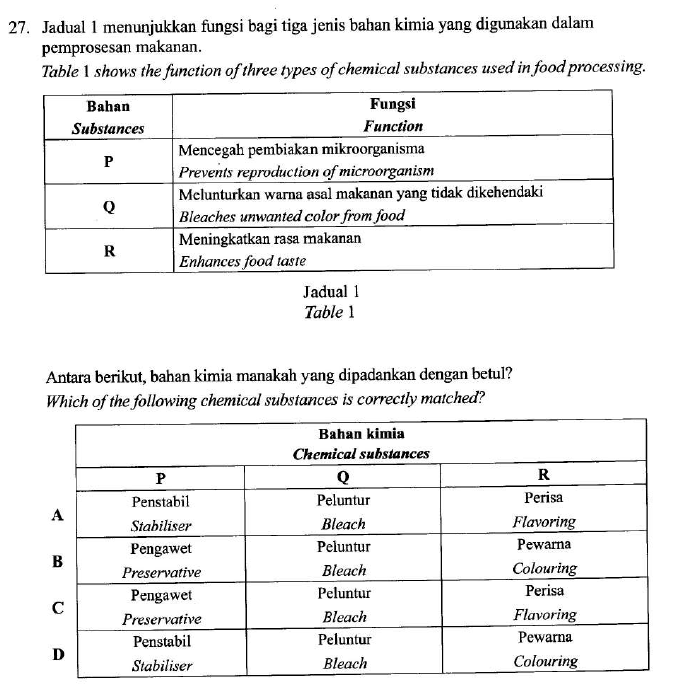 27. Jadual 1 menunjukkan fungsi bagi tiga jenis bahan kimia yang digunakan dalam
pemprosesan makanan.
Table 1 shows the function of three types of chemical substances used in food processing.
Bahan Fungsi
Substances Function
P Mencegah pembiakan mikroorganisma
Prevents reproduction of microorganism
Q Melunturkan warna asal makanan yang tidak dikehendaki
Bleaches unwanted color from food
R Meningkatkan rasa makanan
Enhances food taste
Jadual 1
Table 1
Antara berikut, bahan kimia manakah yang dipadankan dengan betul?
Which of the following chemical substances is correctly matched?
Bahan kimia
Chemical substances
P Q R
A Penstabil Peluntur Perisa
Stabiliser Bleach Flavoring
B Pengawet Peluntur Pewarna
Preservative Bleach Colouring
C Pengawet Peluntur Perisa
Preservative Bleach Flavoring
D Penstabil Peluntur Pewarna
Stabiliser Bleach Colouring